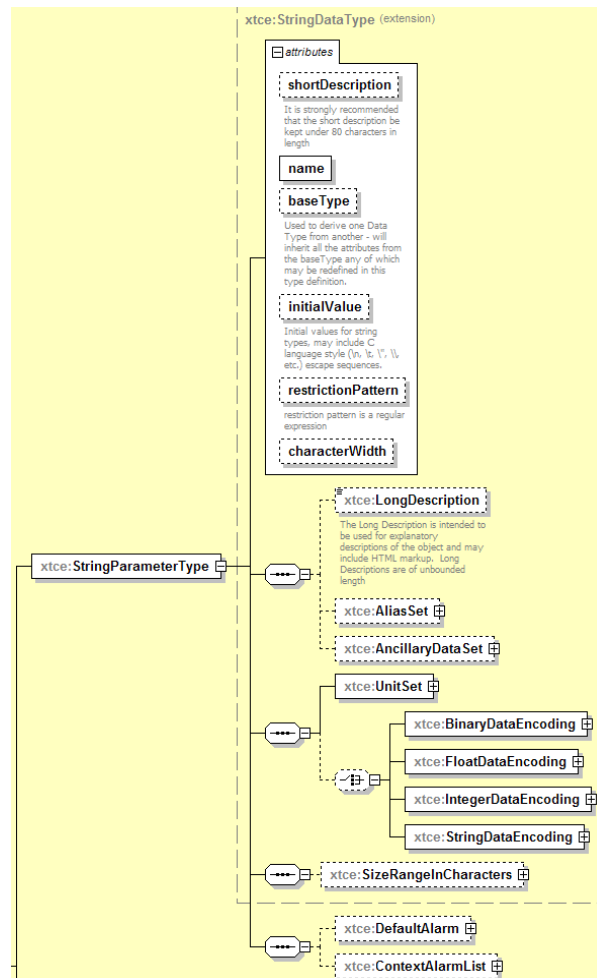 xtce:StringDataType (extension)
attributes
shortDescription
It is strongly recommended
that the short description be
kept under 80 characters in
length
name
baseType
Used to derive one Data
Type from another - will
inherit all the attributes from
the baseType any of which
may be redefined in this
type definition.
initialValue
Initial values for string
types, may include C
language style (\n, \t, \", \\,
etc.) escape sequences.
restrictionPattern
restriction pattern is a regular
expression
characterWidth
xtce:LongDescription
The Long Description is intended to
be used for explanatory
descriptions of the object and may
include HTML markup. Long
Descriptions are of unbounded
length
xtce:StringParameterType
xtce:AliasSet
xtce:AncillaryDataSet
xtce:UnitSet
xtce:BinaryDataEncoding
xtce:FloatDataEncoding
xtce:IntegerDataEncoding
xtce:StringDataEncoding
xtce:SizeRangeInCharacters
xtce:DefaultAlarm
xtce:ContextAlarmList